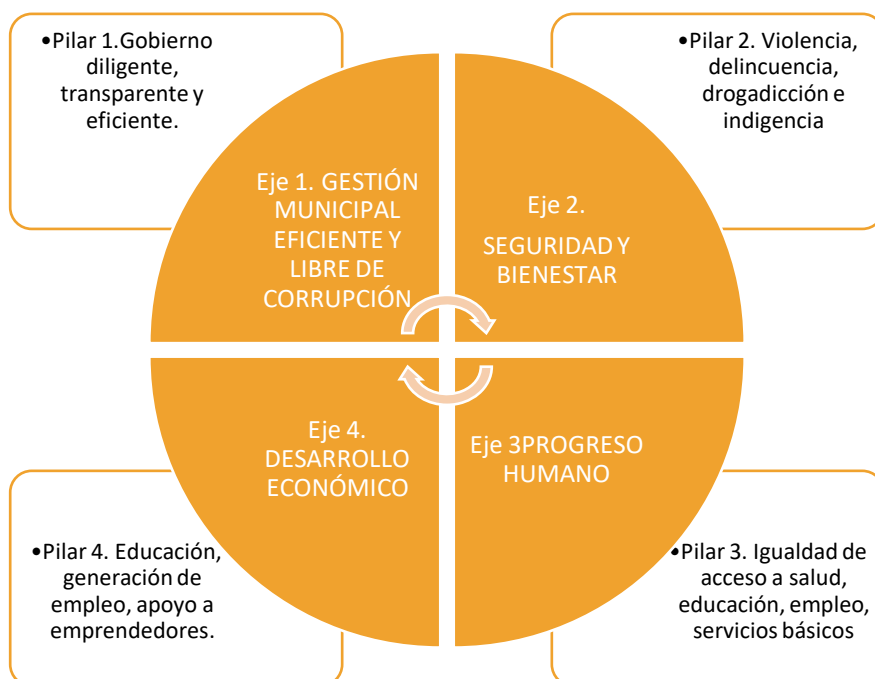 •Pilar 1.Gobierno
diligente,
transparente y
eficiente.
•Pilar 2. Violencia,
delincuencia,
drogadicción e
indigencia
Eje 1. GESTIÓN
MUNICIPAL
EFICIENTE Y
LIBRE DE
CORRUPCIÓN
Eje 2.
SEGURIDAD Y
BIENESTAR
Eje 4.
DESARROLLO
ECONÓMICO
Eje 3PROGRESO
HUMANO
•Pilar 4. Educación,
generación de
empleo, apoyo a
emprendedores.
•Pilar 3. Igualdad de
acceso a salud,
educación, empleo,
servicios básicos